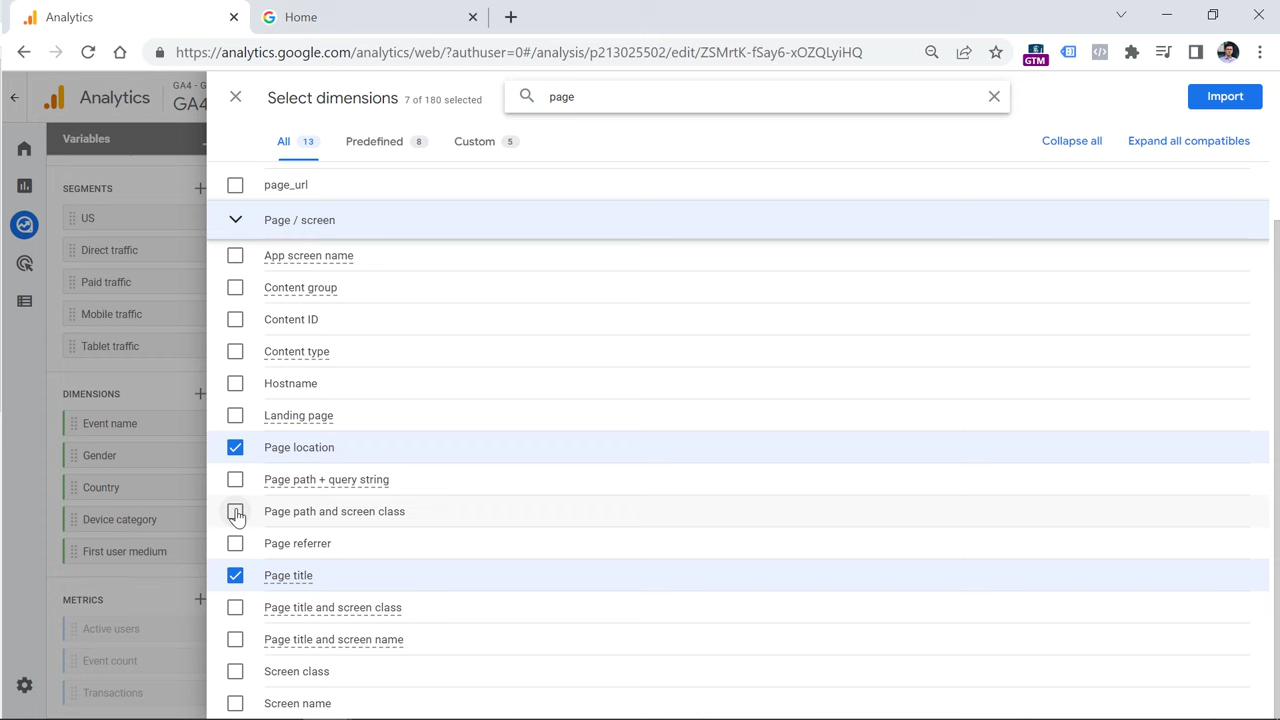 Analytics
Home
https://analytics.google.com/analytics/web/?authuser=0#/analysis/p213025502/edit/ZSMrtK-fSay6-xOZQLyiHQ
GTM
Analytics
GA4 - G
GA4
Select dimensions 7 of 180 selected
page
Import
Variables
All 13
Predefined 8
Custom 5
Collapse all
Expand all compatibles
SEGMENTS
US
Direct traffic
Paid traffic
Mobile traffic
Tablet traffic
DIMENSIONS
Event name
Gender
Country
Device category
First user medium
METRICS
Active users
Event count
Transactions
page_url
Page / screen
App screen name
Content group
Content ID
Content type
Hostname
Landing page
Page location
Page path + query string
Page path and screen class
Page referrer
Page title
Page title and screen class
Page title and screen name
Screen class
Screen name